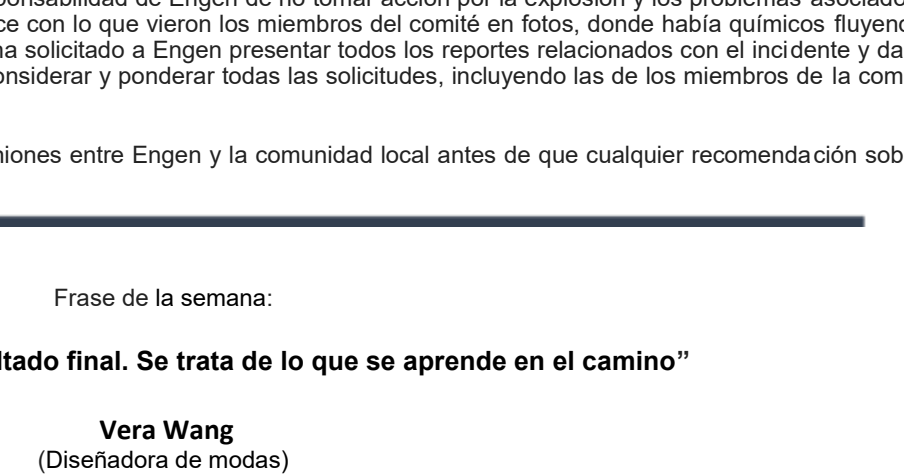 ponsabilidad de Engen de no tomar acción por la explosión y los problemas asociado
ce con lo que vieron los miembros del comité en fotos, donde había químicos fluyen
na solicitado a Engen presentar todos los reportes relacionados con el incidente y da
onsiderar y ponderar todas las solicitudes, incluyendo las de los miembros de la com
niones entre Engen y la comunidad local antes de que cualquier recomendación sob
Frase de la semana:
ltado final. Se trata de lo que se aprende en el camino”
Vera Wang
(Diseñadora de modas)